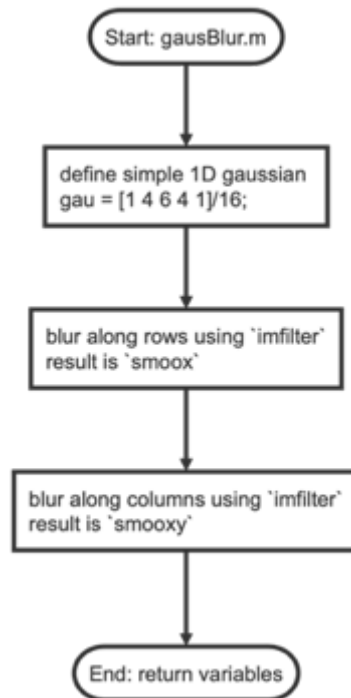 Start: gausBlur.m
define simple 1D gaussian
gau = [1 4 6 4 1]/16;
blur along rows using `imfilter`
result is `smoox`
blur along columns using `imfilter`
result is `smooxy`
End: return variables